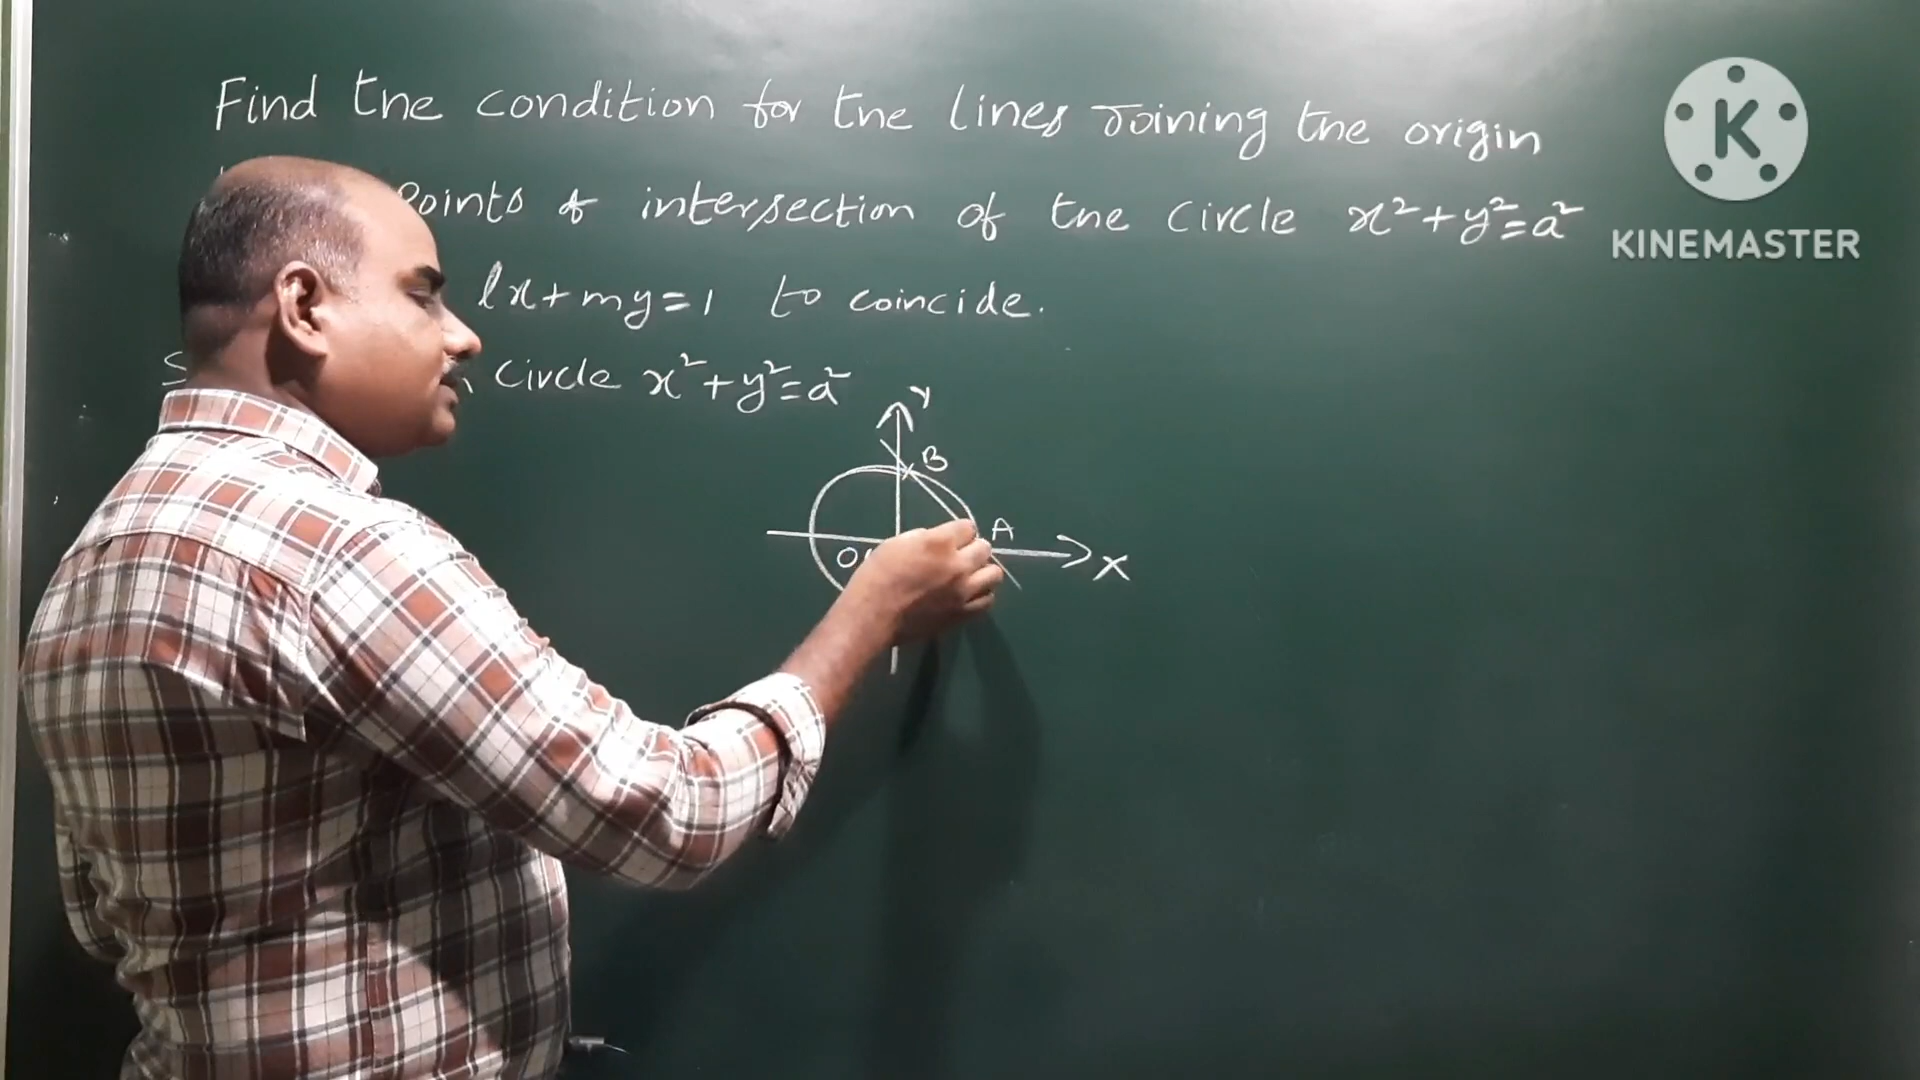 Find the condition for the lines Joining the origin
Points of intersection of the circle x²+y²=a²
lx+my=1 to coincide.
Circle x²+y²=a²
Y
B
A
O
X
K
KINEMASTER